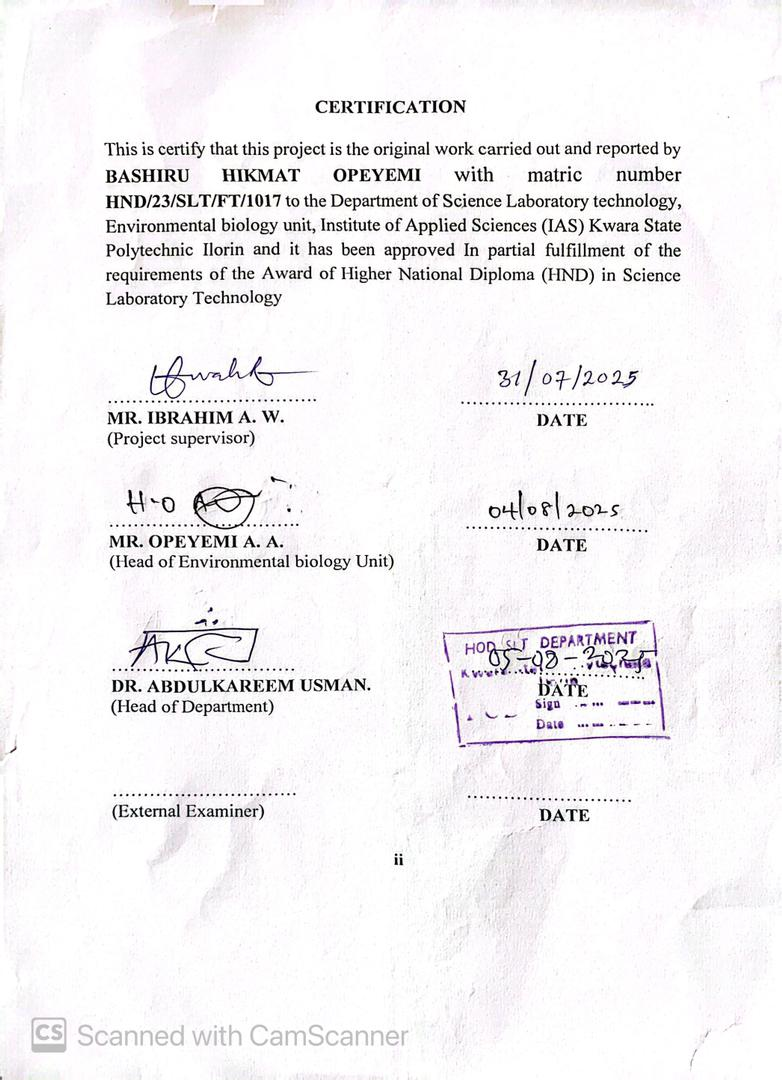 CERTIFICATION
This is certify that this project is the original work carried out and reported by
BASHIRU HIKMAT OPEYEMI with matric number
HND/23/SLT/FT/1017 to the Department of Science Laboratory technology,
Environmental biology unit, Institute of Applied Sciences (IAS) Kwara State
Polytechnic Ilorin and it has been approved In partial fulfillment of the
requirements of the Award of Higher National Diploma (HND) in Science
Laboratory Technology
31/07/2025
MR. IBRAHIM A. W.
DATE
(Project supervisor)
H.O
04/08/2025
MR. OPEYEMI A. A.
DATE
(Head of Environmental biology Unit)
HOD SLT DEPARTMENT
05-08-2025
DR. ABDULKAREEM USMAN.
DATE
(Head of Department)
Sign
Date
(External Examiner)
DATE
ii
CS Scanned with CamScanner